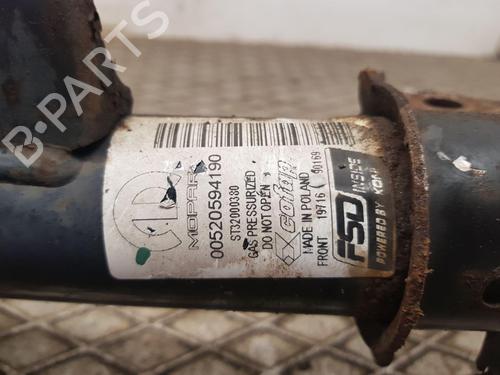 B-PARTS
MOPAR
00520594190
ST32000380
GAS PRESSURIZED
DO NOT OPEN
cofap
MADE IN POLAND
FRONT 19716 90169
FSD
INSIDE
POWERED BY KONI